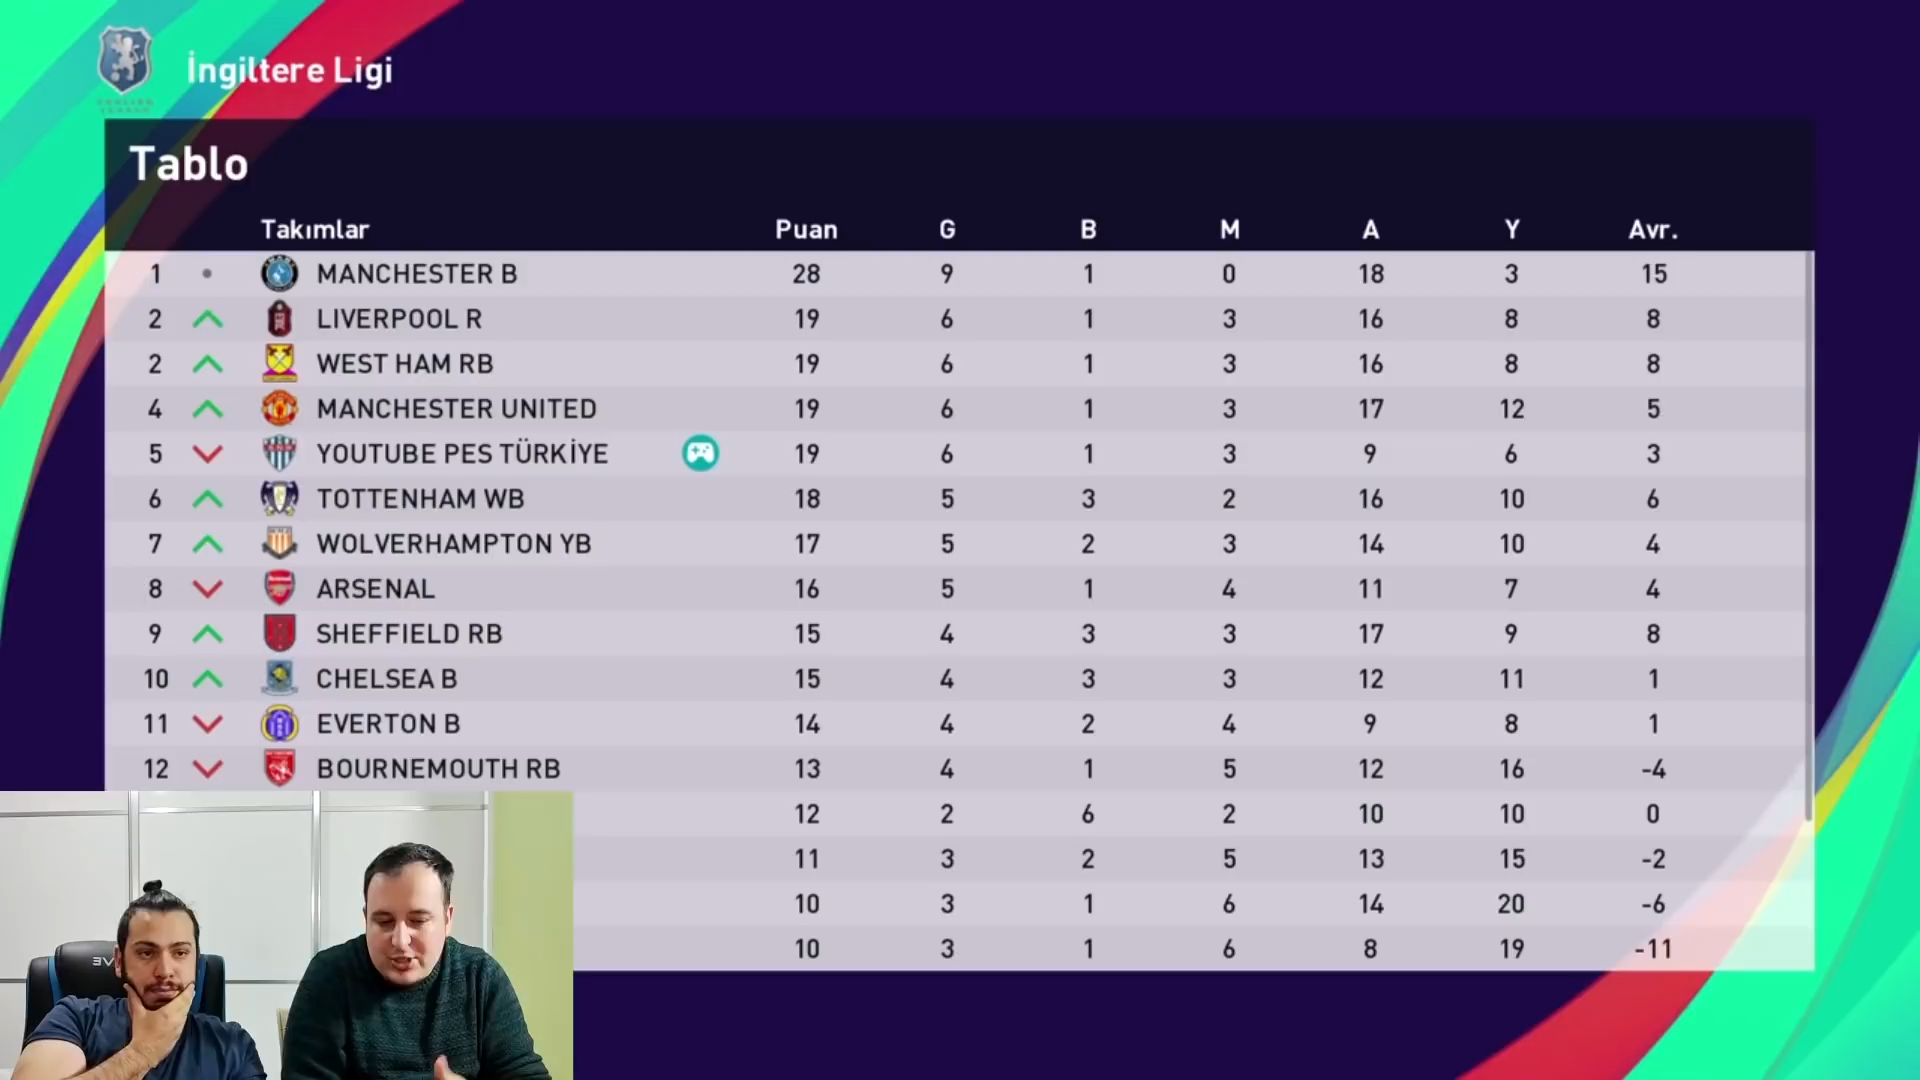 İngiltere Ligi
Tablo
Takımlar Puan G B M A Y Avr.
1 MANCHESTER B 28 9 1 0 18 3 15
2 LIVERPOOL R 19 6 1 3 16 8 8
2 WEST HAM RB 19 6 1 3 16 8 8
4 MANCHESTER UNITED 19 6 1 3 17 12 5
5 YOUTUBE PES TÜRKİYE 19 6 1 3 9 6 3
6 TOTTENHAM WB 18 5 3 2 16 10 6
7 WOLVERHAMPTON YB 17 5 2 3 14 10 4
8 ARSENAL 16 5 1 4 11 7 4
9 SHEFFIELD RB 15 4 3 3 17 9 8
10 CHELSEA B 15 4 3 3 12 11 1
11 EVERTON B 14 4 2 4 9 8 1
12 BOURNEMOUTH RB 13 4 1 5 12 16 -4
12 2 6 2 10 10 0
11 3 2 5 13 15 -2
10 3 1 6 14 20 -6
10 3 1 6 8 19 -11